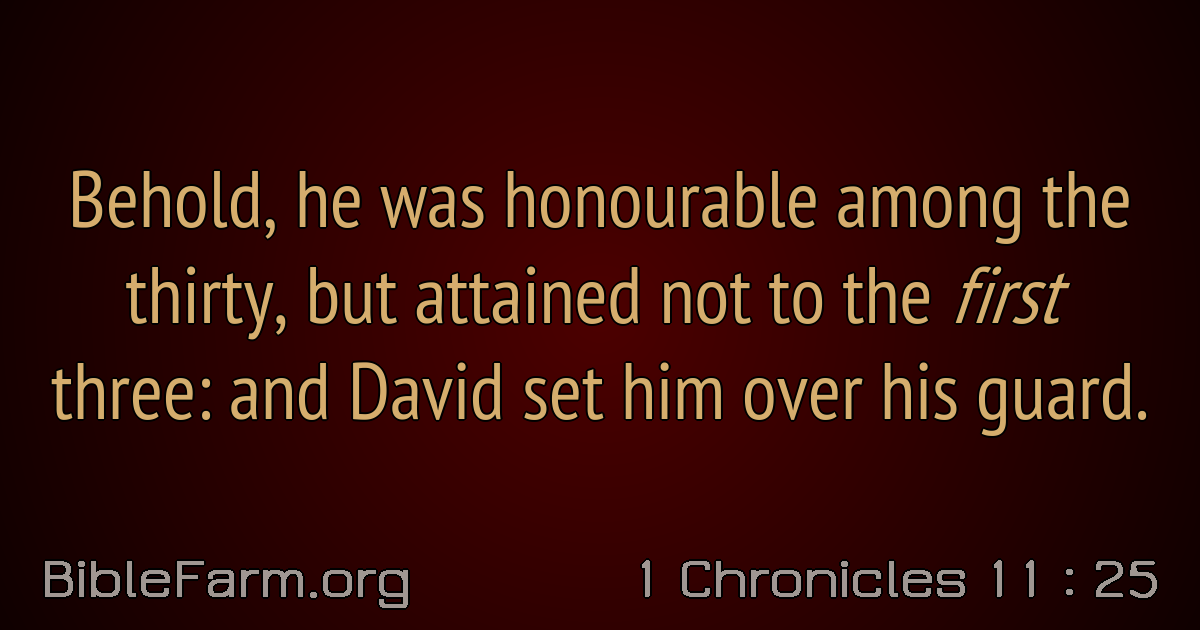 Behold, he was honourable among the
thirty, but attained not to the first
three: and David set him over his guard.
BibleFarm.org
1 Chronicles 11 : 25